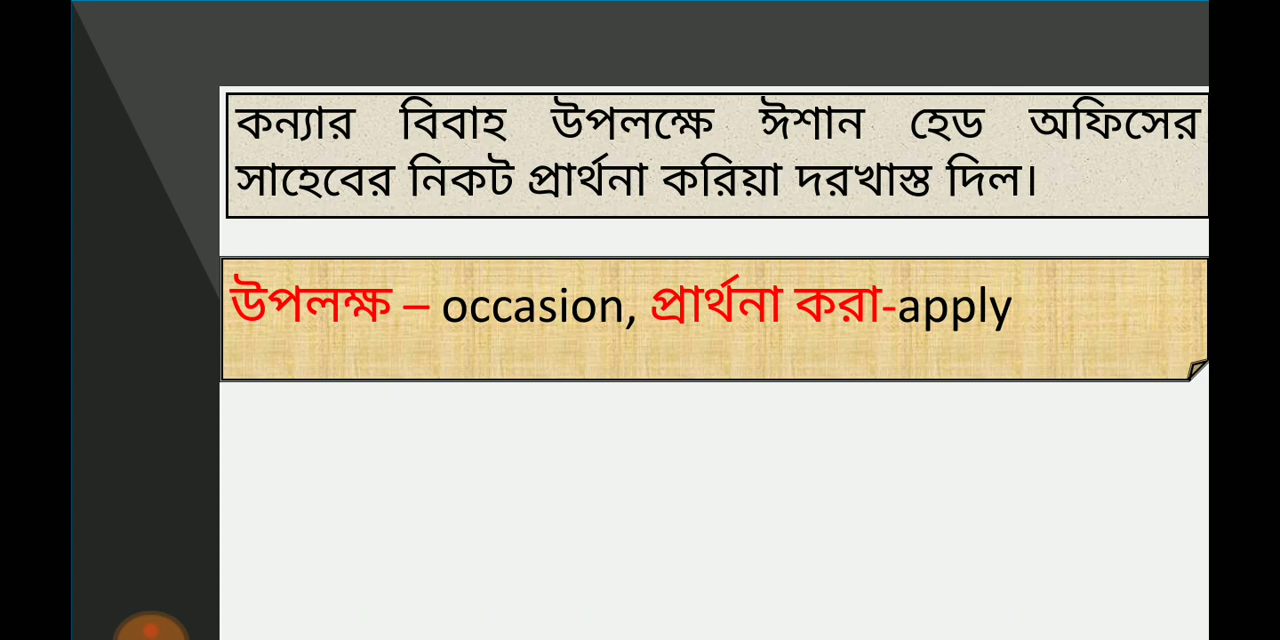 কন্যার বিবাহ উপলক্ষে ঈশান হেড অফিসের
সাহেবের নিকট প্রার্থনা করিয়া দরখাস্ত দিল।
উপলক্ষ – occasion, প্রার্থনা করা-apply